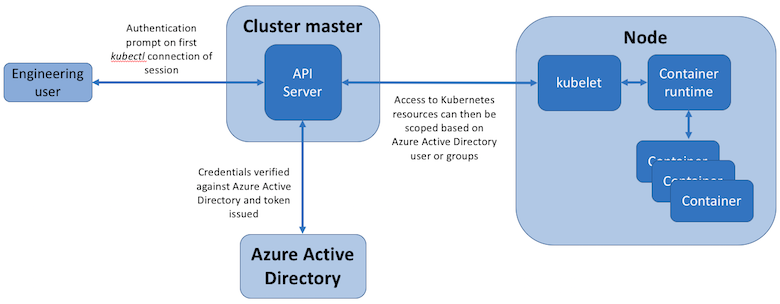 Authentication
prompt on first
kubectl connection of
session
Cluster master
Node
Engineering
user
API
Server
kubelet
Container
runtime
Access to Kubernetes
resources can then be
scoped based on
Azure Active Directory
user or groups
Credentials verified
against Azure Active
Directory and token
issued
Container
Container
Container
Azure Active
Directory